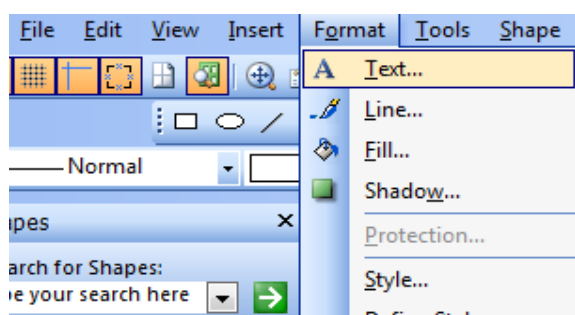 File Edit View Insert Format Tools Shape
A Text...
Line...
Normal
Fill...
Shadow...
apes
Protection...
arch for Shapes:
Style...
pe your search here